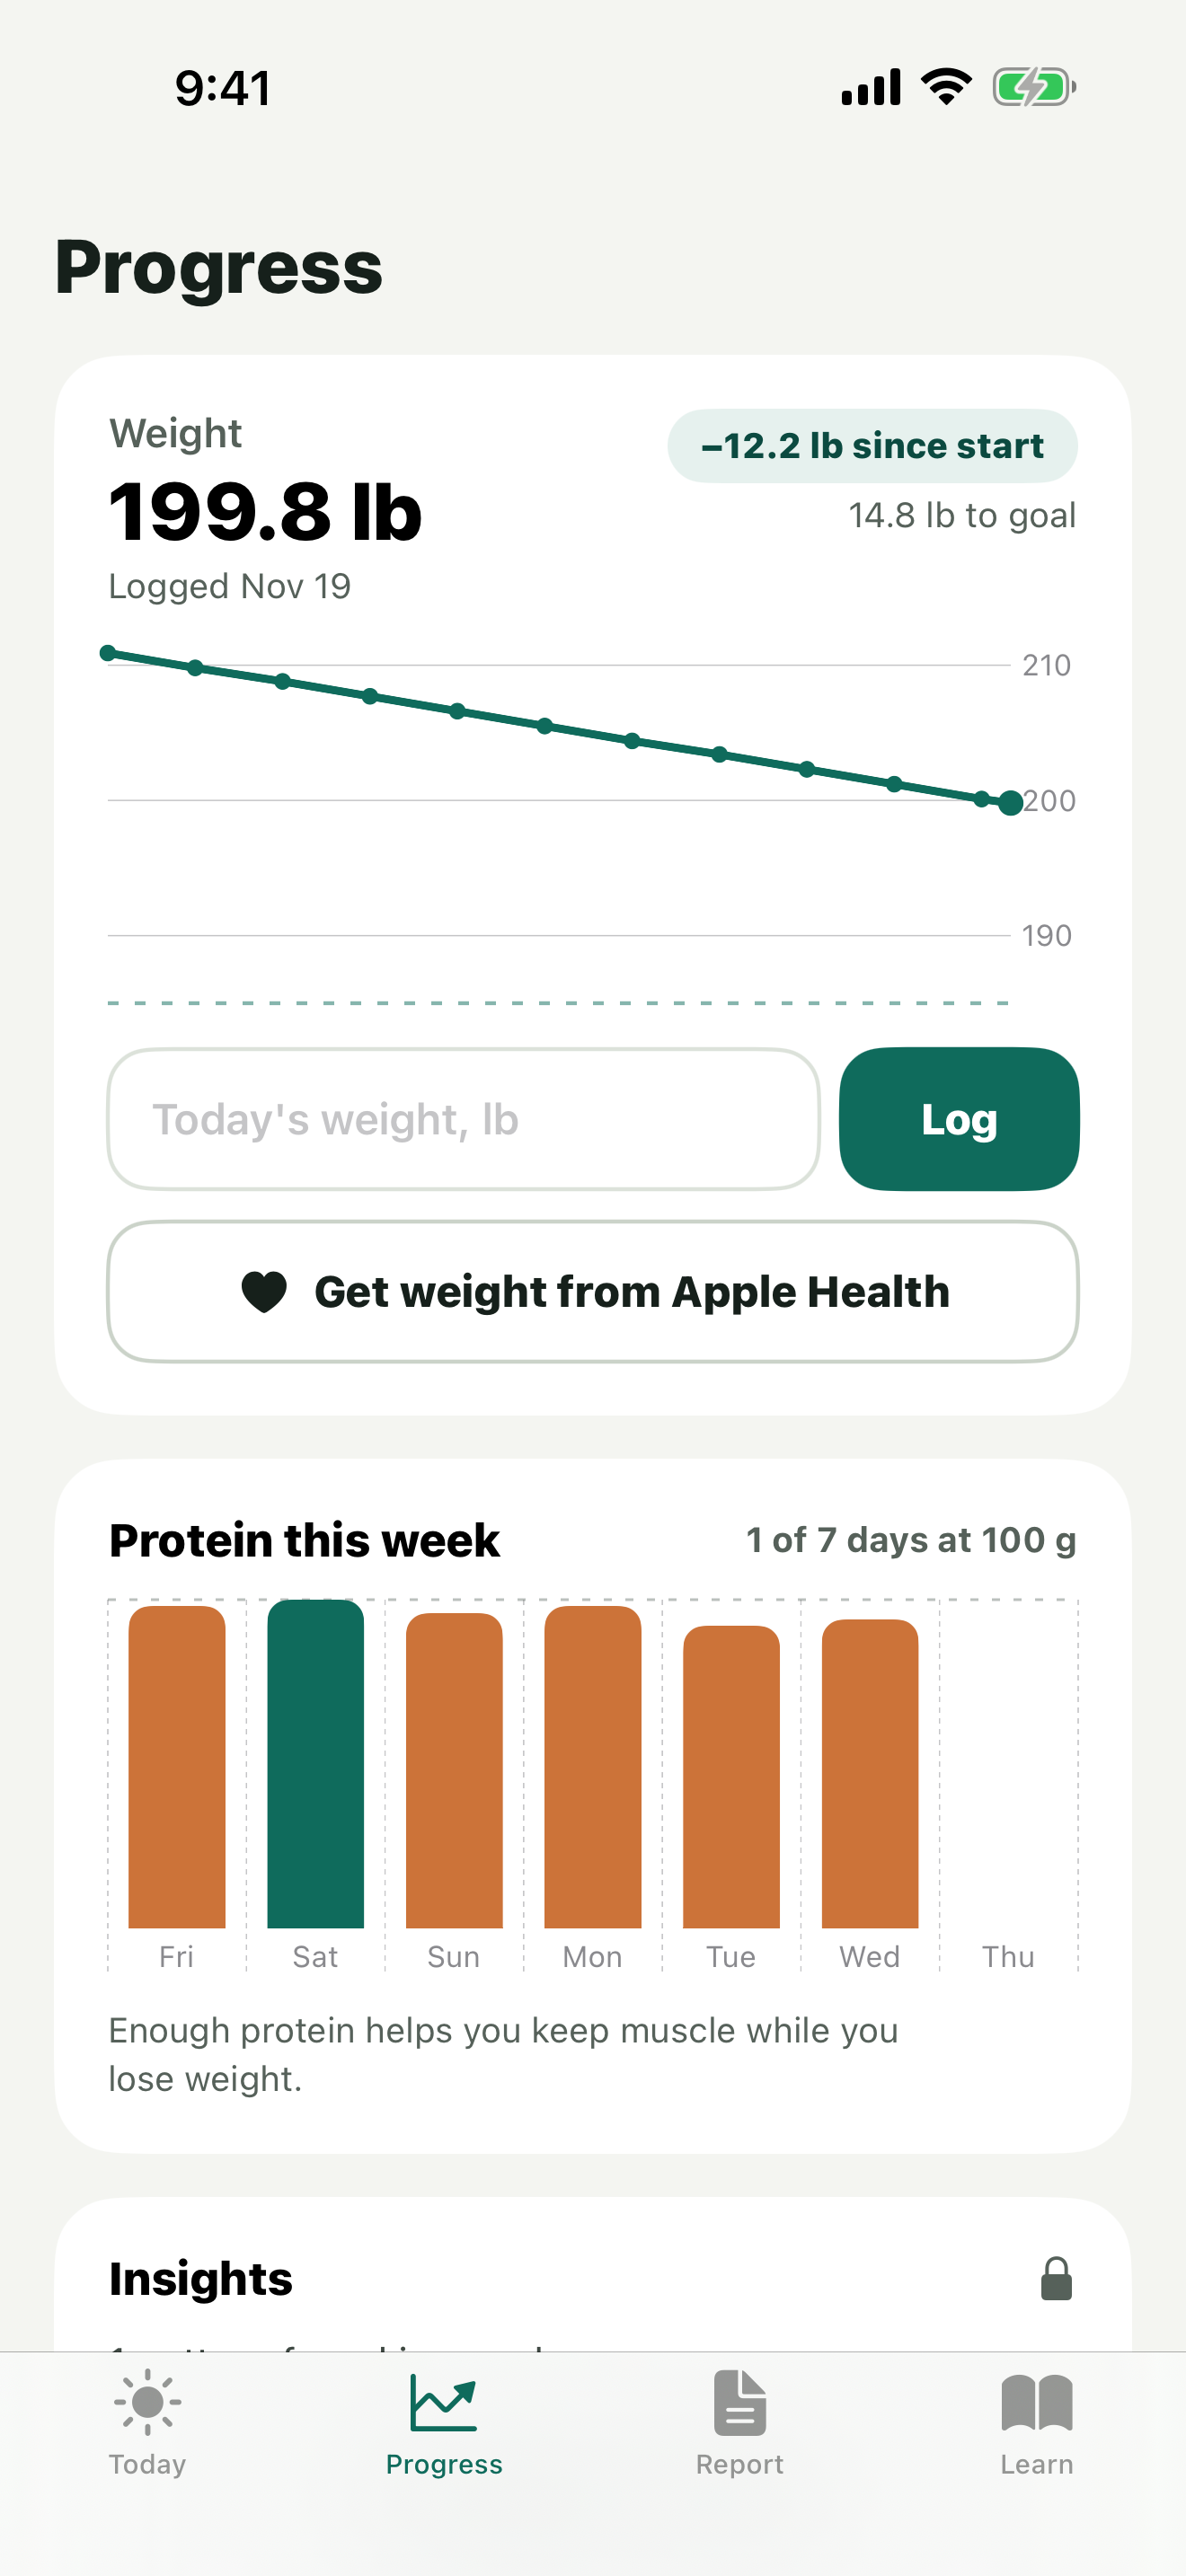 9:41
Progress
Weight
–12.2 lb since start
199.8 lb
14.8 lb to goal
Logged Nov 19
210
200
190
Today's weight, lb
Log
Get weight from Apple Health
Protein this week
1 of 7 days at 100 g
Fri Sat Sun Mon Tue Wed Thu
Enough protein helps you keep muscle while you
lose weight.
Insights
Today Progress Report Learn